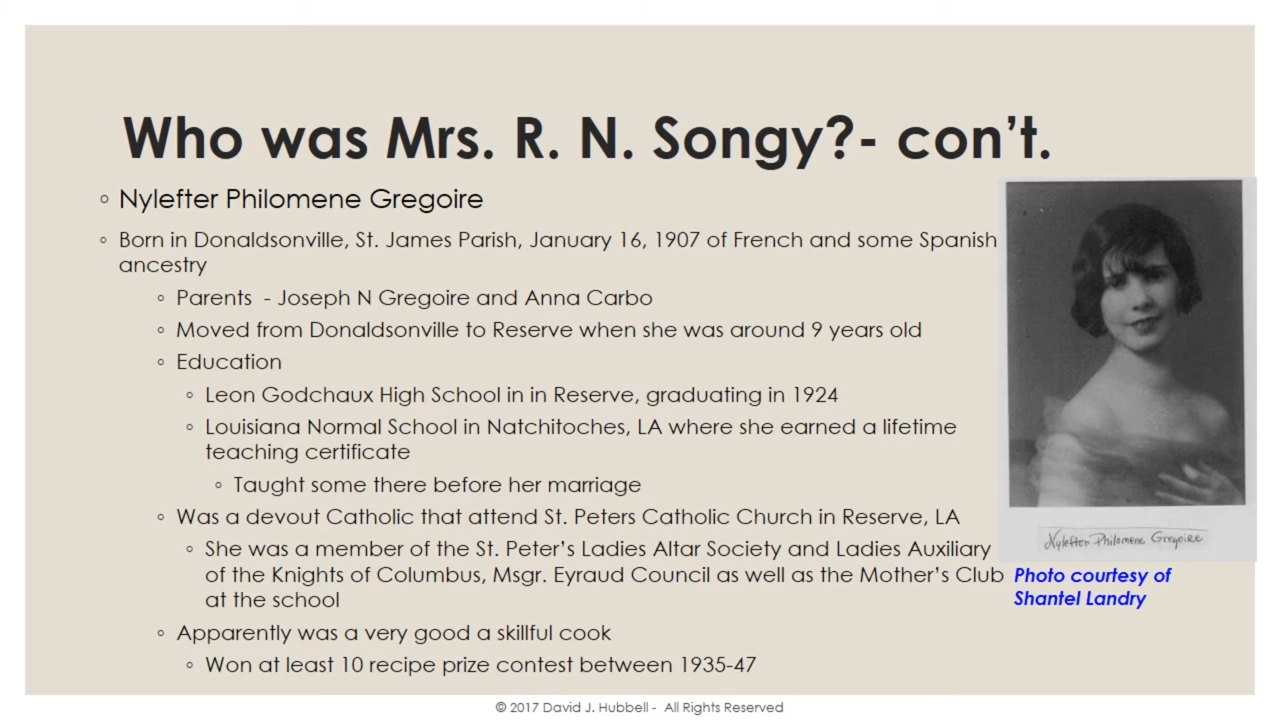 Who was Mrs. R. N. Songy?- con’t.
◦ Nylefter Philomene Gregoire
◦ Born in Donaldsonville, St. James Parish, January 16, 1907 of French and some Spanish
ancestry
◦ Parents - Joseph N Gregoire and Anna Carbo
◦ Moved from Donaldsonville to Reserve when she was around 9 years old
◦ Education
◦ Leon Godchaux High School in in Reserve, graduating in 1924
◦ Louisiana Normal School in Natchitoches, LA where she earned a lifetime
teaching certificate
◦ Taught some there before her marriage
◦ Was a devout Catholic that attend St. Peters Catholic Church in Reserve, LA
◦ She was a member of the St. Peter’s Ladies Altar Society and Ladies Auxiliary
of the Knights of Columbus, Msgr. Eyraud Council as well as the Mother’s Club
at the school
◦ Apparently was a very good a skillful cook
◦ Won at least 10 recipe prize contest between 1935-47
Nylefter Philomene Gregoire
Photo courtesy of
Shantel Landry
© 2017 David J. Hubbell - All Rights Reserved